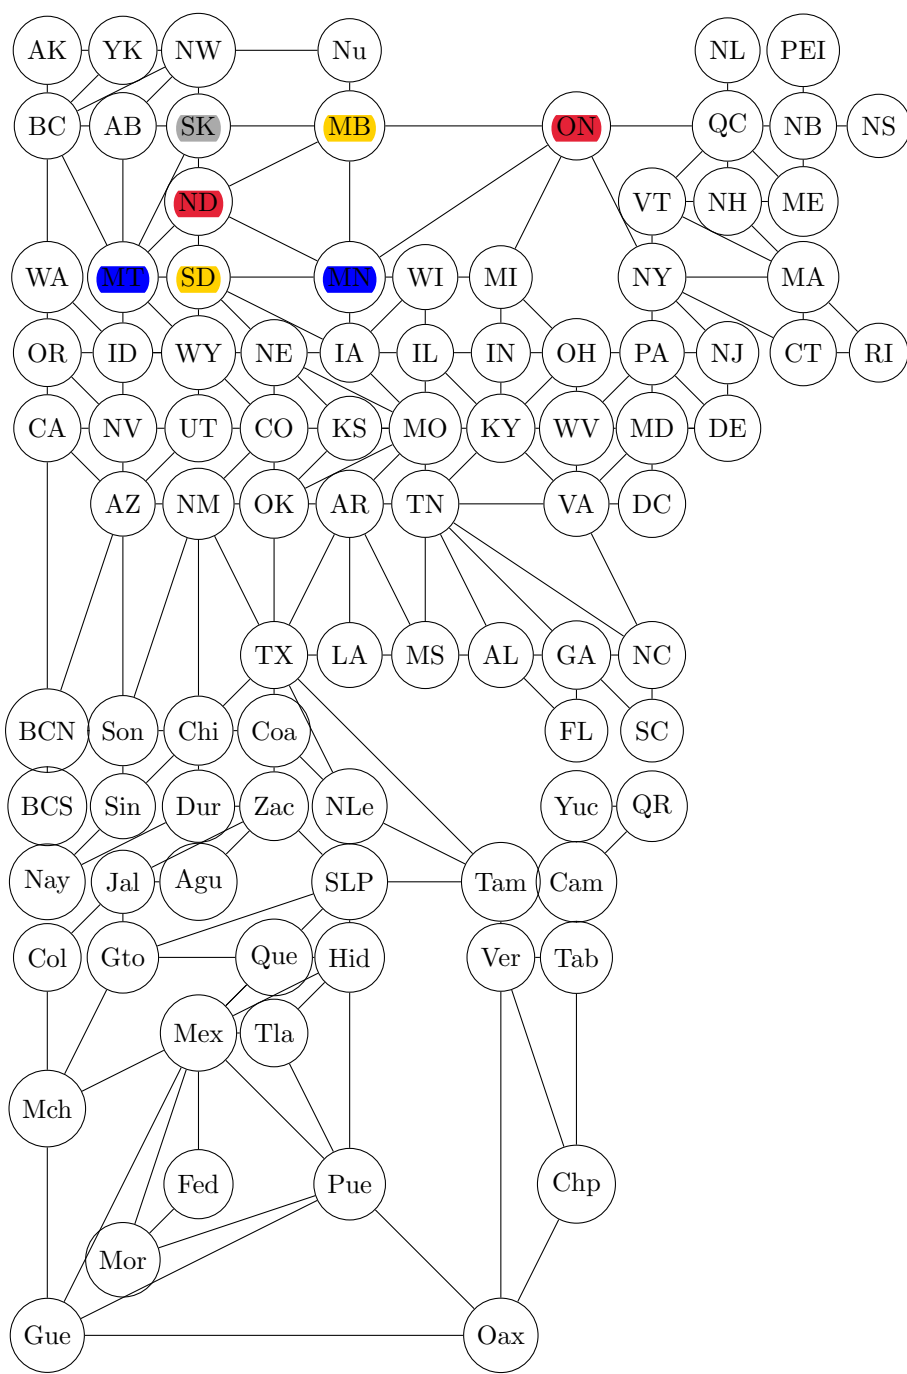 AK YK NW Nu NL PEI
BC AB SK MB ON QC NB NS
ND VT NH ME
WA MT SD MN WI MI NY MA
OR ID WY NE IA IL IN OH PA NJ CT RI
CA NV UT CO KS MO KY WV MD DE
AZ NM OK AR TN VA DC
TX LA MS AL GA NC
BCN Son Chi Coa FL SC
BCS Sin Dur Zac NLe Yuc QR
Nay Jal Agu SLP Tam Cam
Col Gto Que Hid Ver Tab
Mex Tla
Mch
Fed Pue Chp
Mor
Gue Oax